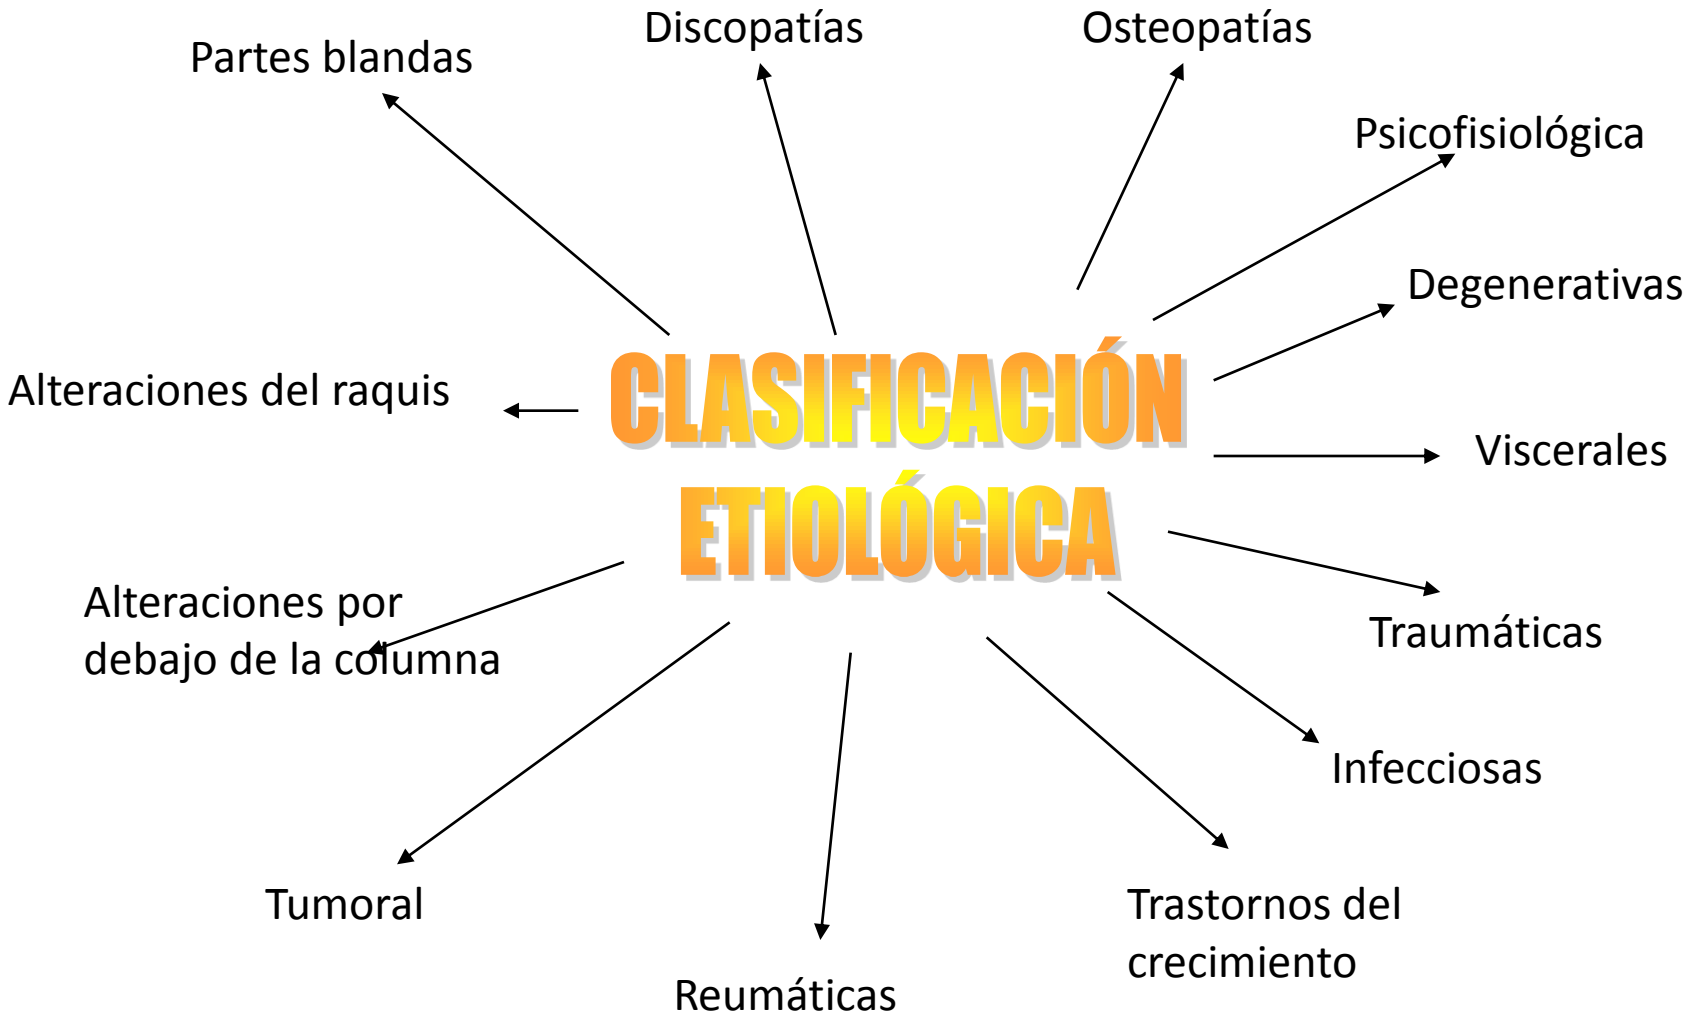 Discopatías
Osteopatías
Partes blandas
Psicofisiológica
Degenerativas
Alteraciones del raquis
CLASIFICACIÓN
ETIOLÓGICA
Viscerales
Alteraciones por
debajo de la columna
Traumáticas
Infecciosas
Tumoral
Trastornos del
crecimiento
Reumáticas